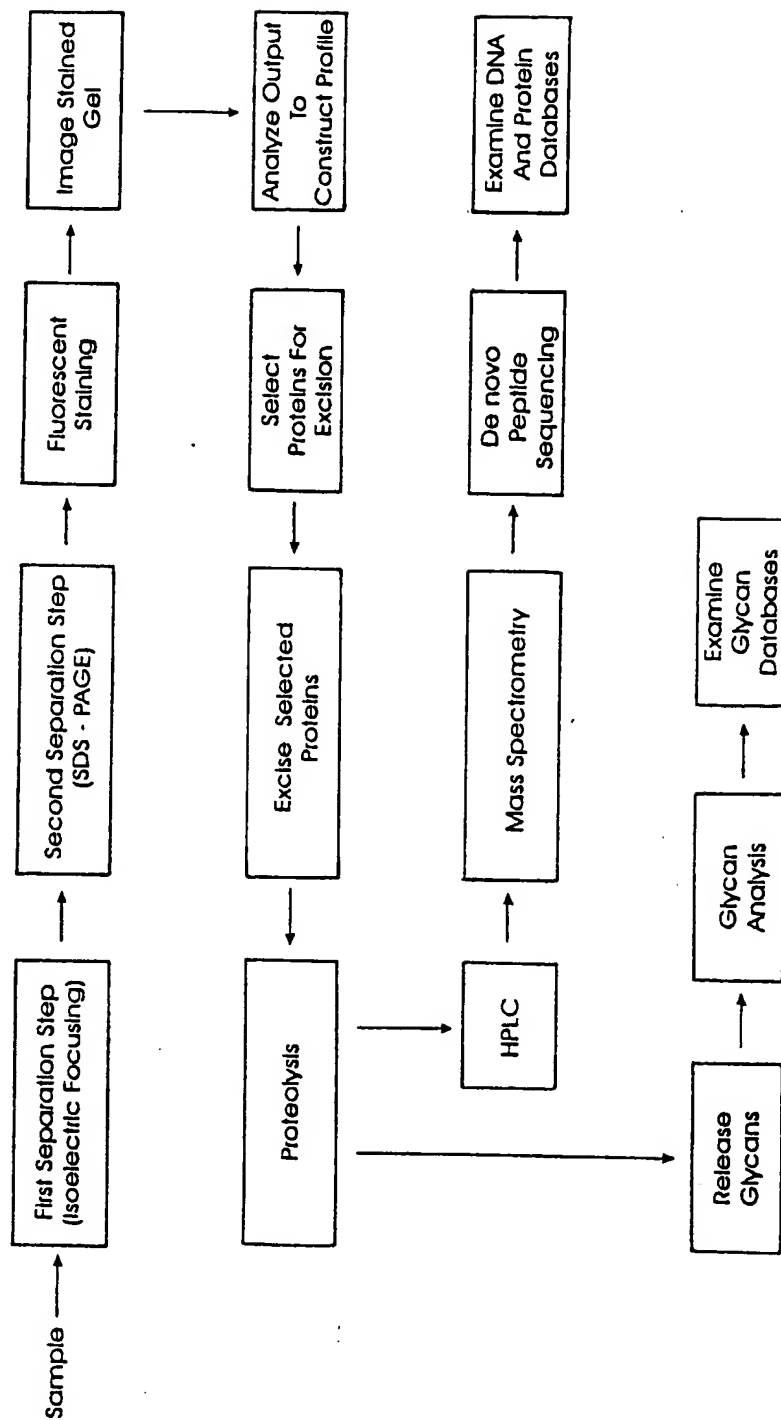 Sample
First Separation Step
(Isoelectric Focusing)
Second Separation Step
(SDS - PAGE)
Fluorescent
Staining
Image Stained
Gel
Analyze Output
To
Construct Profile
Select
Proteins For
Excision
Excise Selected
Proteins
Proteolysis
HPLC
Mass Spectrometry
De novo
Peptide
Sequencing
Examine DNA
And Protein
Databases
Release
Glycans
Glycan
Analysis
Examine
Glycan
Databases